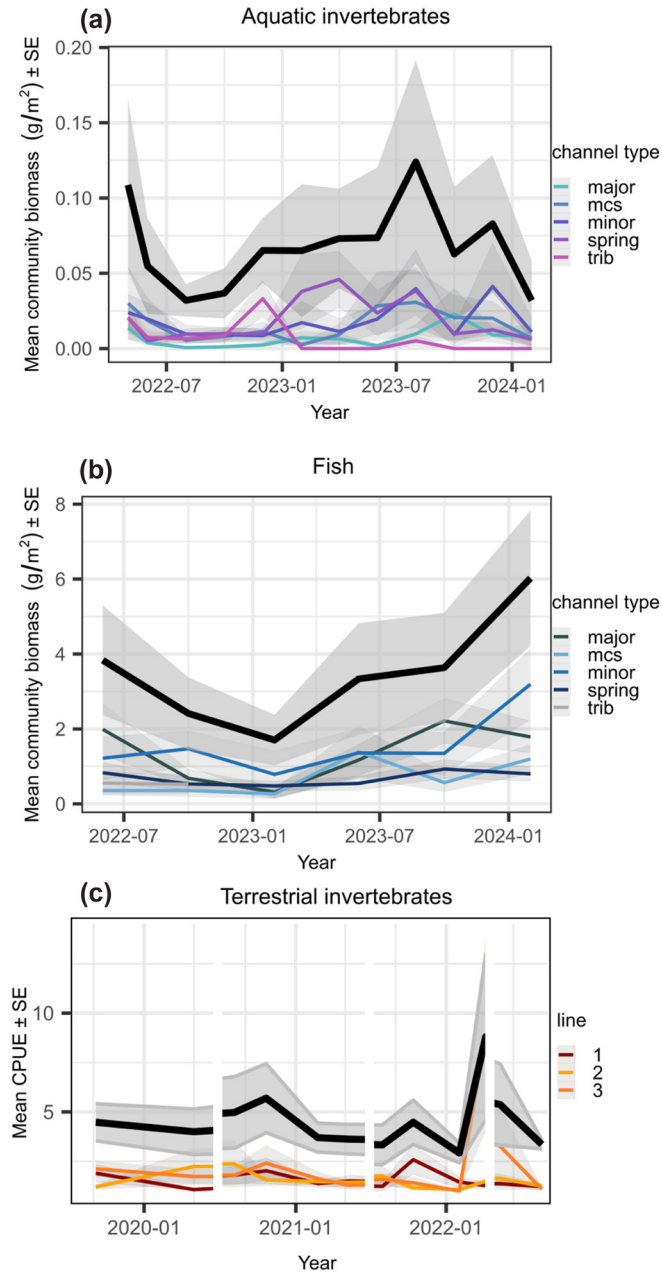 (a) Aquatic invertebrates
Mean community biomass (g/m²) ± SE
0.20
0.15
0.10
0.05
0.00
2022-07 2023-01 2023-07 2024-01
Year
channel type
major
mcs
minor
spring
trib
(b) Fish
Mean community biomass (g/m²) ± SE
8
6
4
2
0
2022-07 2023-01 2023-07 2024-01
Year
channel type
major
mcs
minor
spring
trib
(c) Terrestrial invertebrates
Mean CPUE ± SE
10
5
2020-01 2021-01 2022-01
Year
line
1
2
3